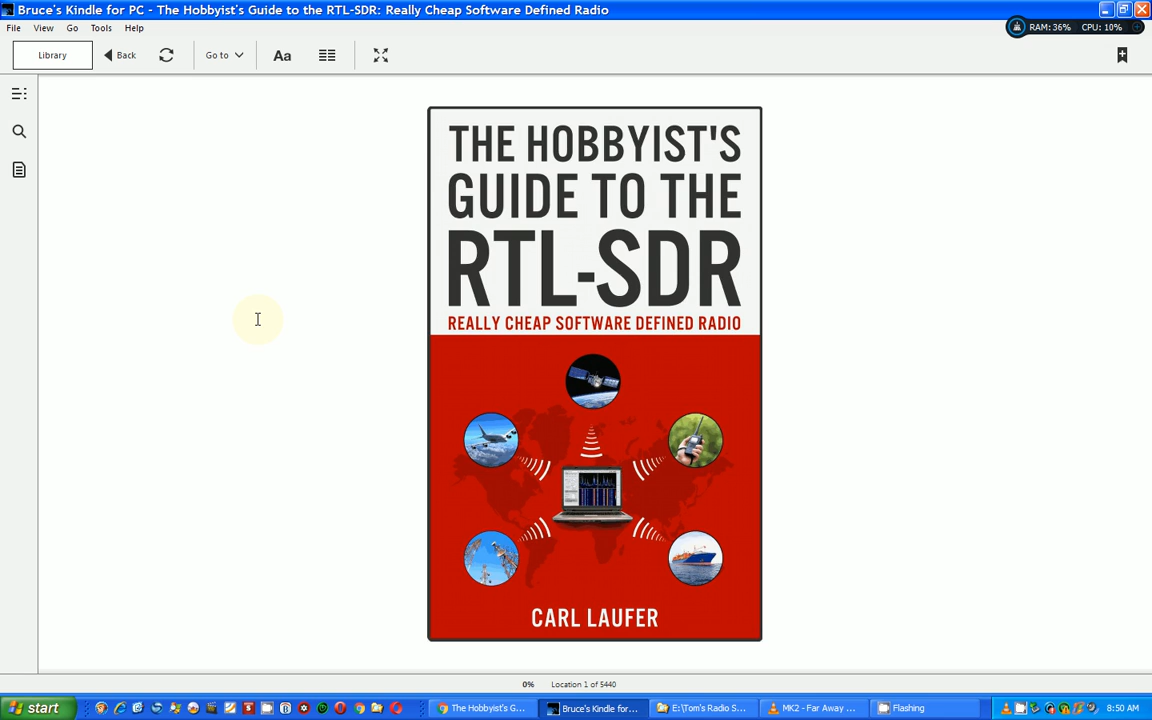 Bruce's Kindle for PC - The Hobbyist's Guide to the RTL-SDR: Really Cheap Software Defined Radio
File View Go Tools Help
RAM: 36% CPU: 10%
Library Back Go to Aa
THE HOBBYIST'S
GUIDE TO THE
RTL-SDR
REALLY CHEAP SOFTWARE DEFINED RADIO
CARL LAUFER
0% Location 1 of 5440
start The Hobbyist's G... Bruce's Kindle for... E:\Tom's Radio S... MK2 - Far Away ... Flashing 8:50 AM